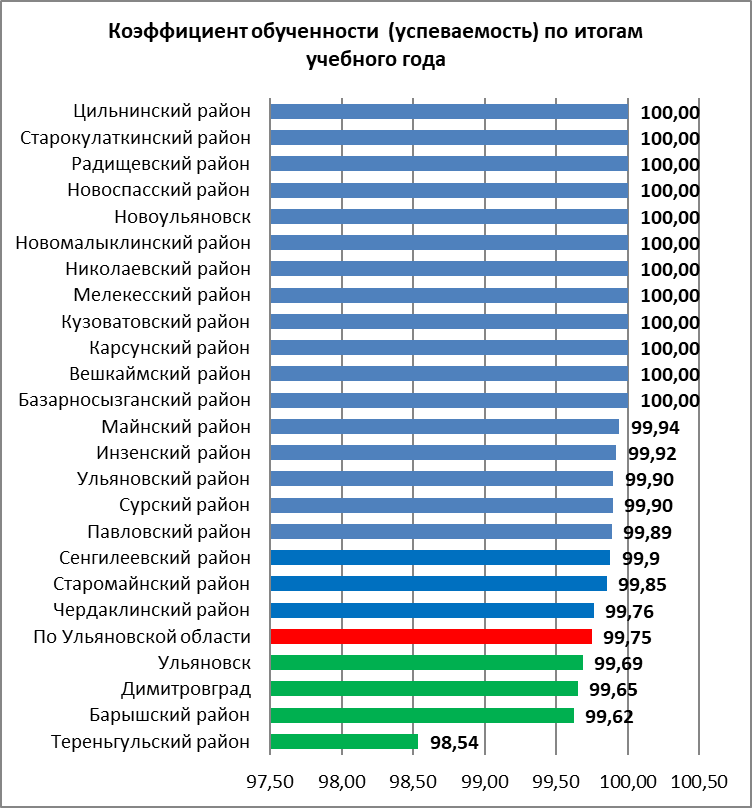 Коэффициент обученности (успеваемость) по итогам
учебного года
Цильнинский район 100,00
Старокулаткинский район 100,00
Радищевский район 100,00
Новоспасский район 100,00
Новоульяновск 100,00
Новомалыклинский район 100,00
Николаевский район 100,00
Мелекесский район 100,00
Кузоватовский район 100,00
Карсунский район 100,00
Вешкаймский район 100,00
Базарносызганский район 100,00
Майнский район 99,94
Инзенский район 99,92
Ульяновский район 99,90
Сурский район 99,90
Павловский район 99,89
Сенгилеевский район 99,9
Старомайнский район 99,85
Чердаклинский район 99,76
По Ульяновской области 99,75
Ульяновск 99,69
Димитровград 99,65
Барышский район 99,62
Тереньгульский район 98,54
97,50 98,00 98,50 99,00 99,50 100,00 100,50